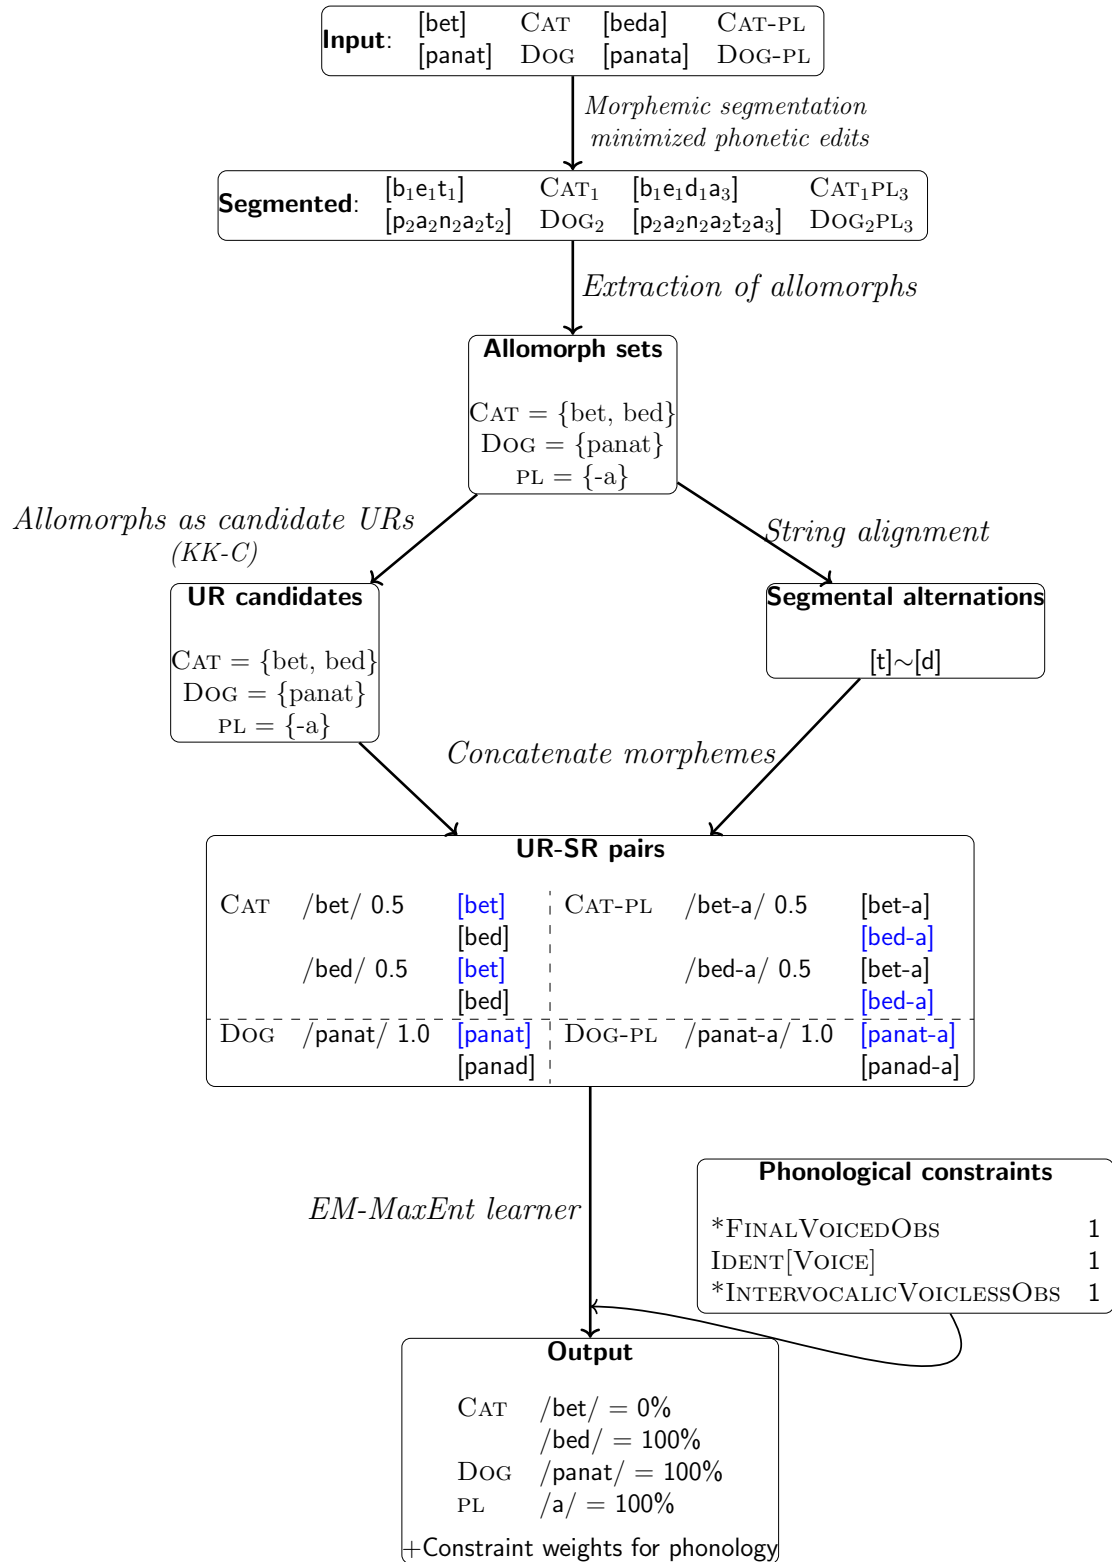 Input: [bet] CAT [beda] CAT-PL
[panat] DOG [panata] DOG-PL
Morphemic segmentation
minimized phonetic edits
Segmented: [b₁e₁t₁] CAT₁ [b₁e₁d₁a₃] CAT₁PL₃
[p₂a₂n₂a₂t₂] DOG₂ [p₂a₂n₂a₂t₂a₃] DOG₂PL₃
Extraction of allomorphs
Allomorph sets
CAT = {bet, bed}
DOG = {panat}
PL = {-a}
Allomorphs as candidate URs
(KK-C)
String alignment
UR candidates
CAT = {bet, bed}
DOG = {panat}
PL = {-a}
Segmental alternations
[t]~[d]
Concatenate morphemes
UR-SR pairs
CAT /bet/ 0.5 [bet] CAT-PL /bet-a/ 0.5 [bet-a]
[bed] [bed-a]
/bed/ 0.5 [bet] /bed-a/ 0.5 [bet-a]
[bed] [bed-a]
DOG /panat/ 1.0 [panat] DOG-PL /panat-a/ 1.0 [panat-a]
[panad] [panad-a]
EM-MaxEnt learner
Phonological constraints
*FINALVOICEDOBS 1
IDENT[VOICE] 1
*INTERVOCALICVOICLESSOBS 1
Output
CAT /bet/ = 0%
/bed/ = 100%
DOG /panat/ = 100%
PL /a/ = 100%
+Constraint weights for phonology